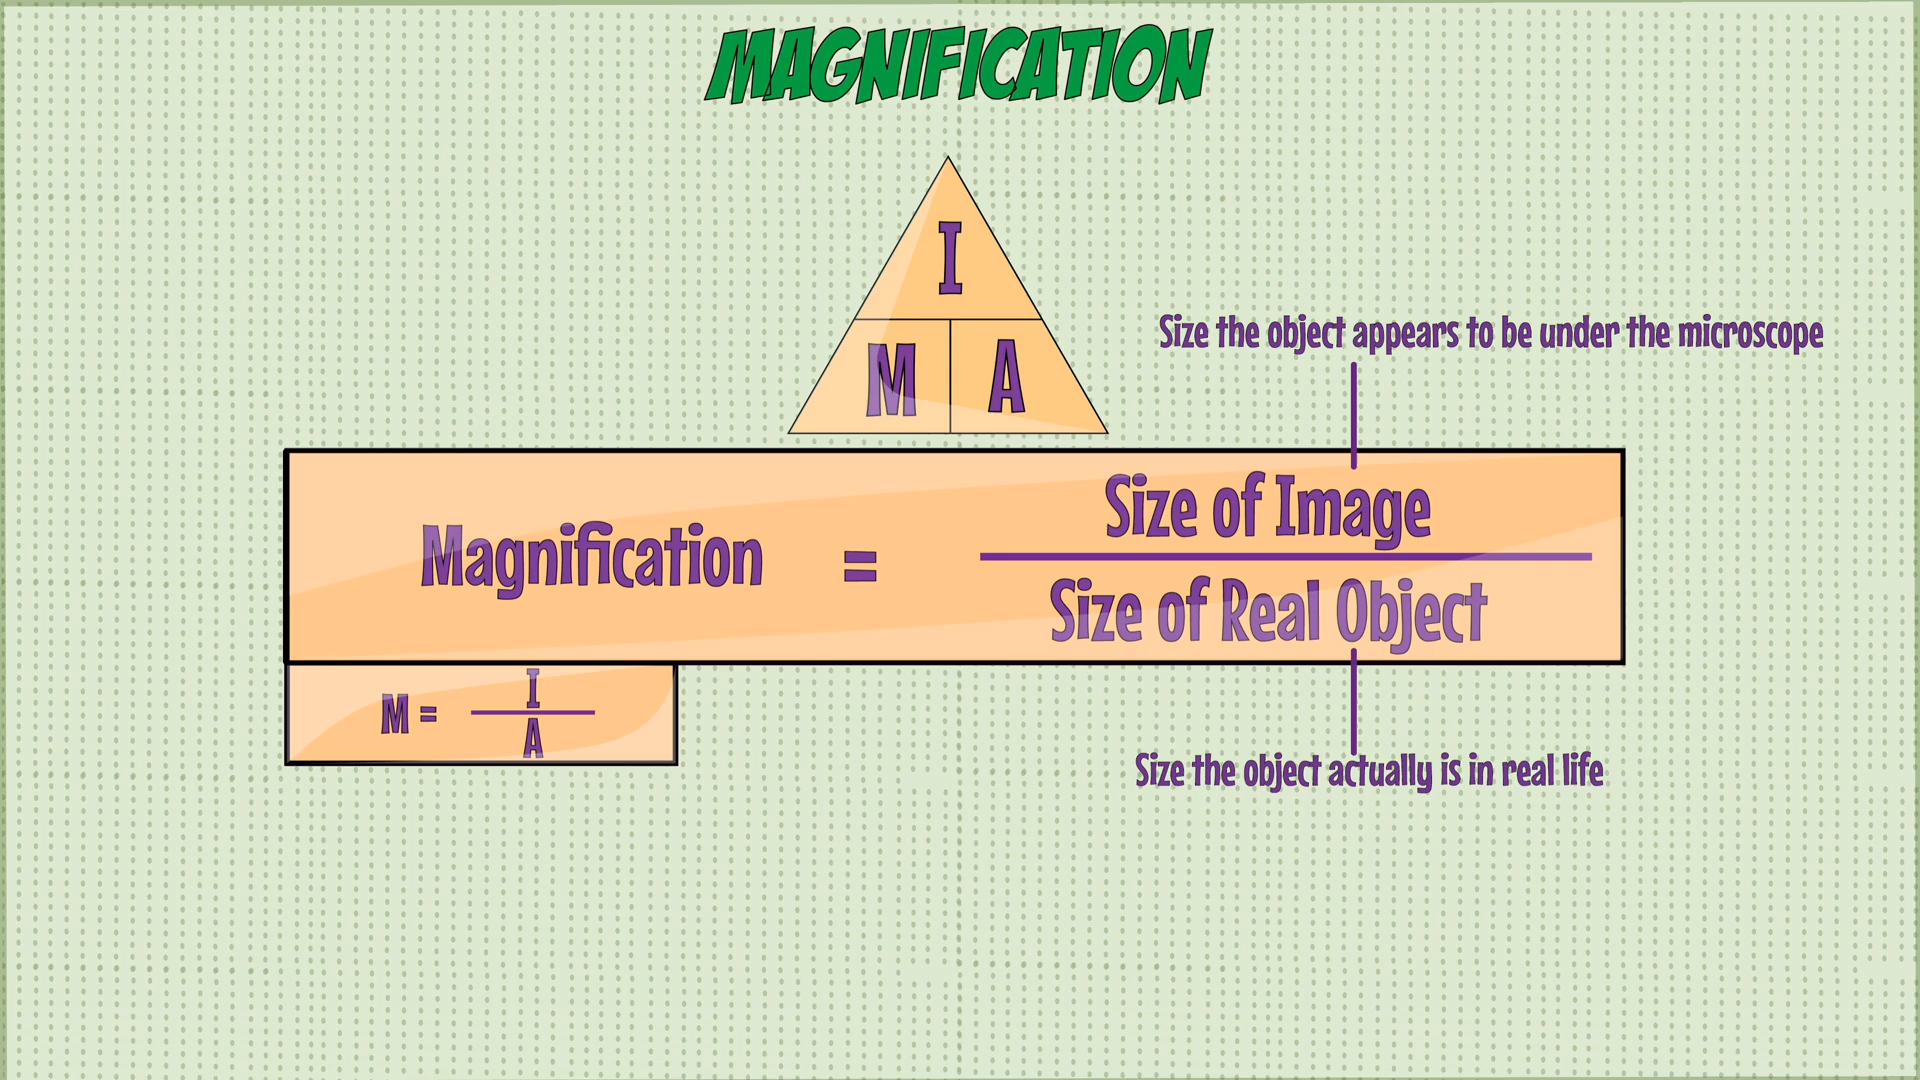 MAGNIFICATION
I
M A
Size the object appears to be under the microscope
Magnification = Size of Image
Size of Real Object
M = I
A
Size the object actually is in real life